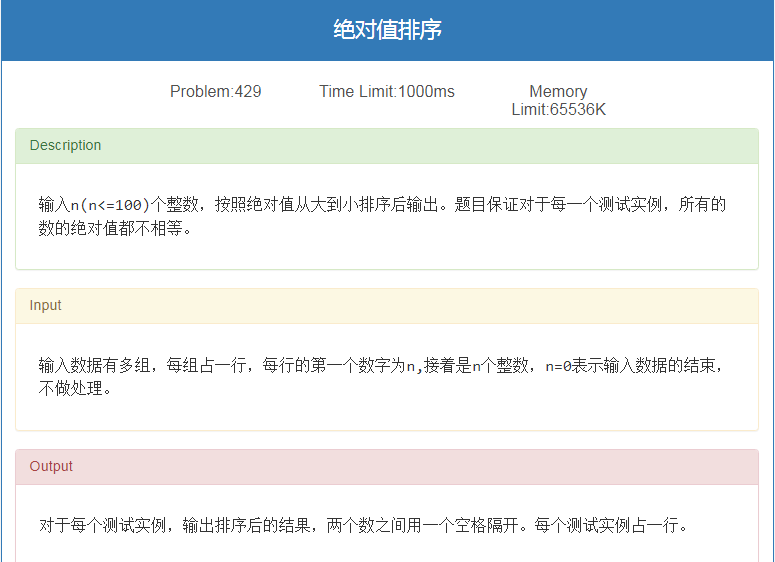 绝对值排序
Problem:429 Time Limit:1000ms Memory
Limit:65536K
Description
输入n(n<=100)个整数，按照绝对值从大到小排序后输出。题目保证对于每一个测试实例，所有的
数的绝对值都不相等。
Input
输入数据有多组，每组占一行，每行的第一个数字为n,接着是n个整数，n=0表示输入数据的结束，
不做处理。
Output
对于每个测试实例，输出排序后的结果，两个数之间用一个空格隔开。每个测试实例占一行。